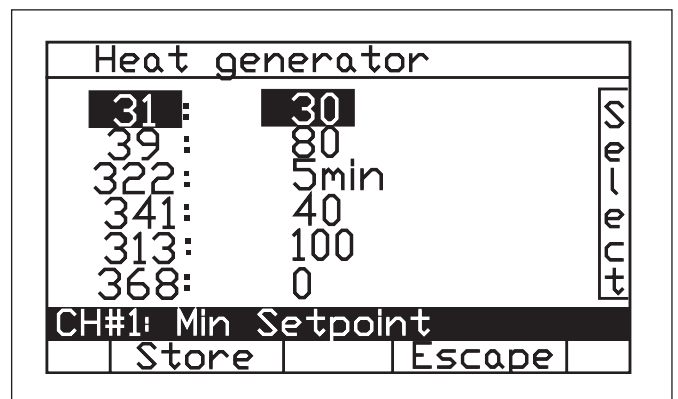 Heat generator
31: 30
39 : 80
322: 5min
341: 40
313: 100
368: 0
Select
CH#1: Min Setpoint
Store Escape